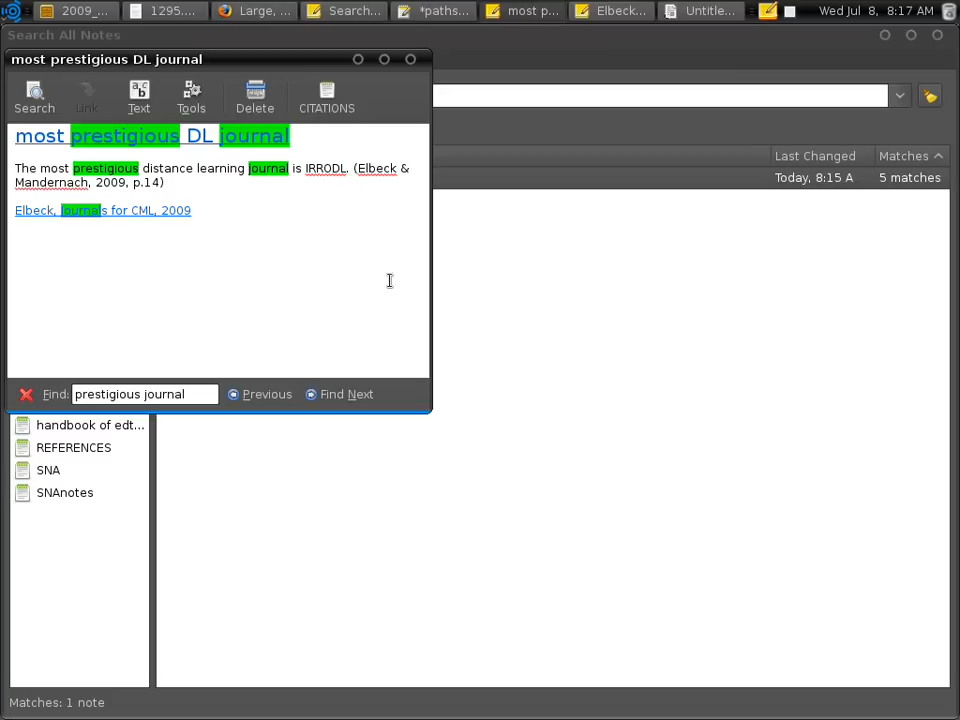 2009_... 1295.... Large, ... Search... *paths... most p... Elbeck... Untitle... Wed Jul 8, 8:17 AM
Search All Notes
most prestigious DL journal
Search Link Text Tools Delete CITATIONS
most prestigious DL journal
The most prestigious distance learning journal is IRRODL. (Elbeck &
Mandernach, 2009, p.14)
Elbeck, Journals for CML, 2009
Find: prestigious journal Previous Find Next
Last Changed Matches
Today, 8:15 A 5 matches
handbook of edt...
REFERENCES
SNA
SNAnotes
Matches: 1 note